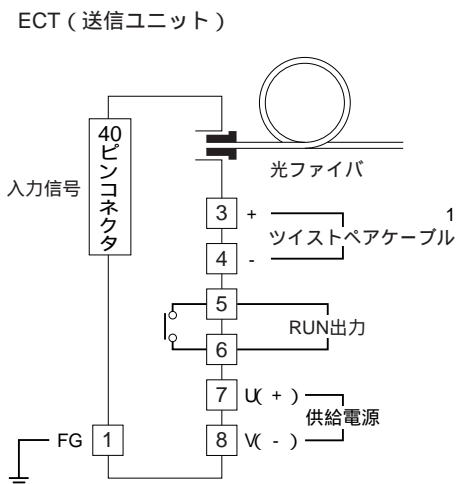 ECT（送信ユニット）
40ピンコネクタ
入力信号
光ファイバ
3 +
1
ツイストペアケーブル
4 -
5
RUN出力
6
7 U( + )
供給電源
FG 1
8 V( - )